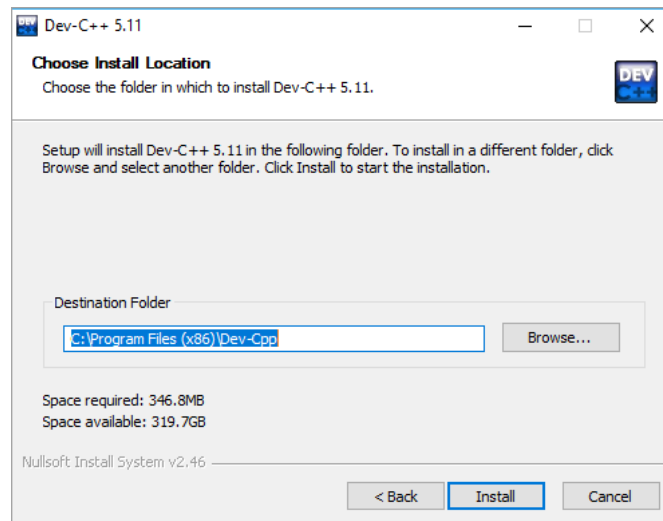 Dev-C++ 5.11
Choose Install Location
Choose the folder in which to install Dev-C++ 5.11.
DEV
C++
Setup will install Dev-C++ 5.11 in the following folder. To install in a different folder, click
Browse and select another folder. Click Install to start the installation.
Destination Folder
C:\Program Files (x86)\Dev-Cpp
Browse...
Space required: 346.8MB
Space available: 319.7GB
Nullsoft Install System v2.46
< Back
Install
Cancel